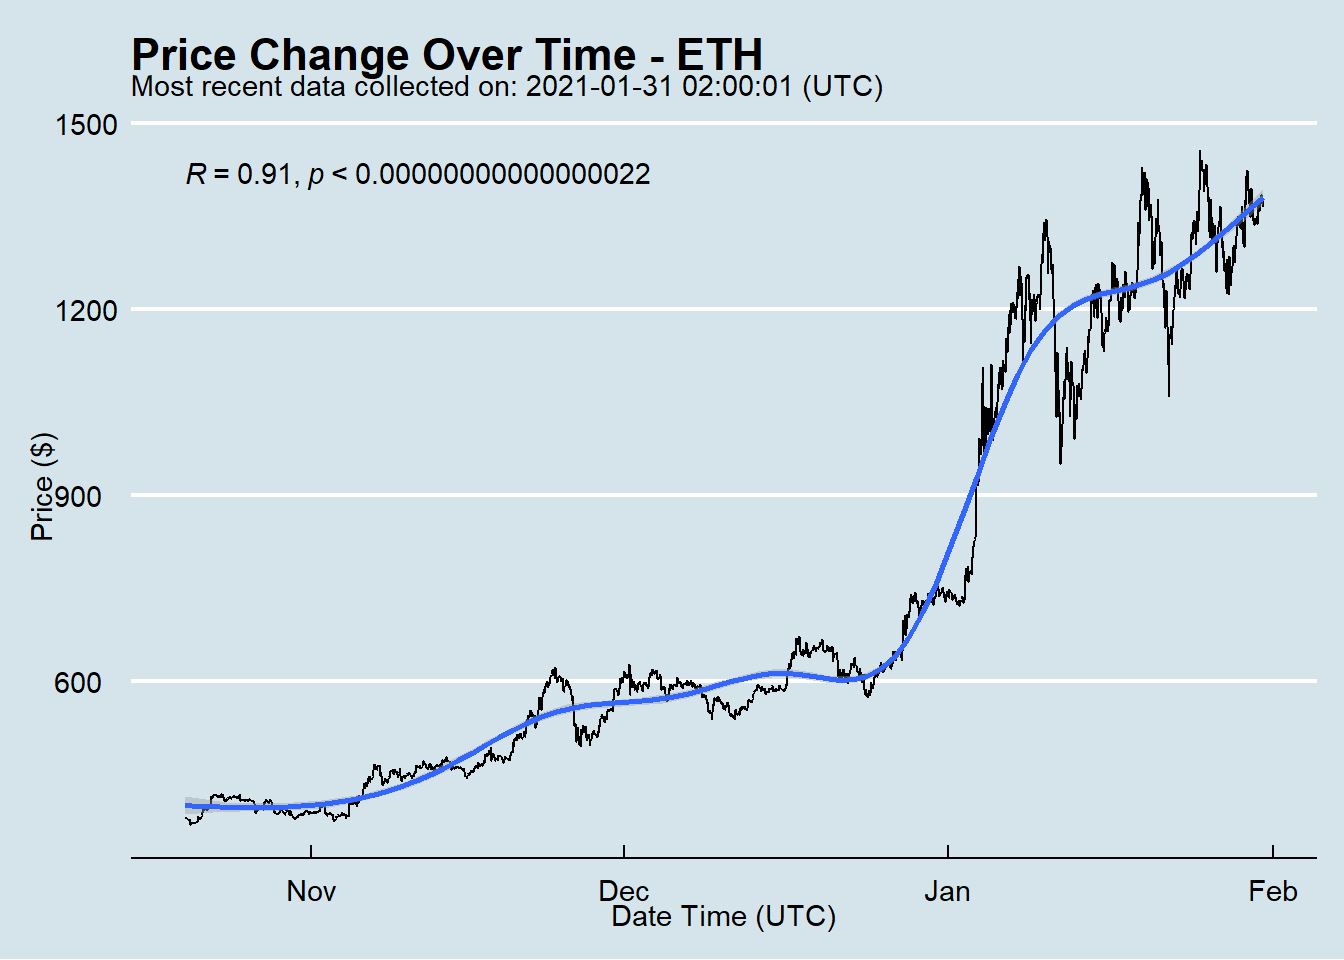 Price Change Over Time - ETH
Most recent data collected on: 2021-01-31 02:00:01 (UTC)
R = 0.91, p < 0.00000000000000022
Price ($)
1500
1200
900
600
Nov Dec Jan Feb
Date Time (UTC)